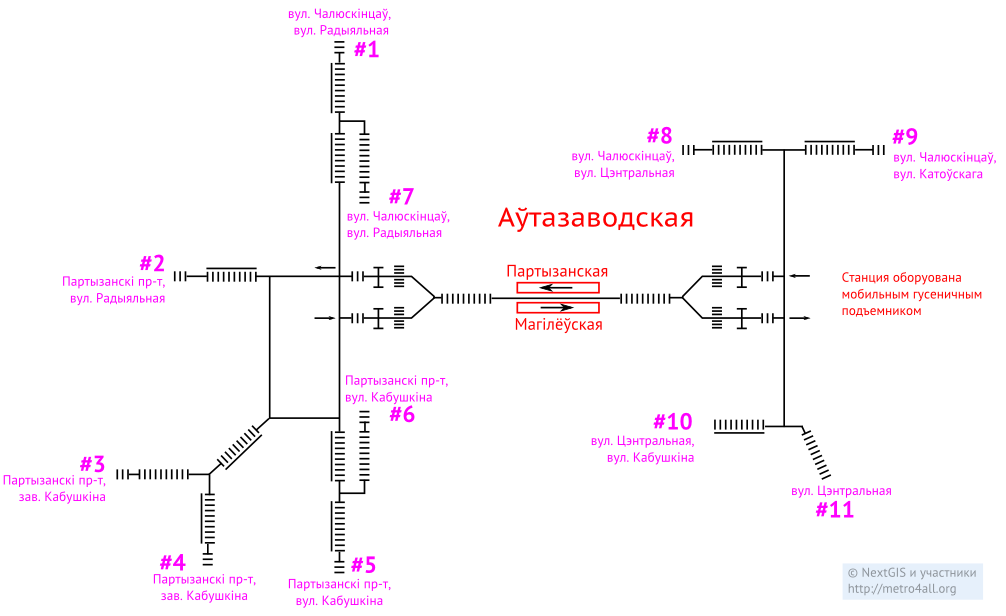 вул. Чалюскінцаў,
вул. Радыяльная
#1
#8
вул. Чалюскінцаў,
вул. Цэнтральная
#9
вул. Чалюскінцаў,
вул. Катоўскага
#7
вул. Чалюскінцаў,
вул. Радыяльная
Аўтазаводская
#2
Партызанскі пр-т,
вул. Радыяльная
Партызанская
Магілёўская
Станция оборуована
мобильным гусеничным
подъемником
Партызанскі пр-т,
вул. Кабушкіна
#6
#10
вул. Цэнтральная,
вул. Кабушкіна
#3
Партызанскі пр-т,
зав. Кабушкіна
вул. Цэнтральная
#11
#4
Партызанскі пр-т,
зав. Кабушкіна
#5
Партызанскі пр-т,
вул. Кабушкіна
© NextGIS и участники
http://metro4all.org